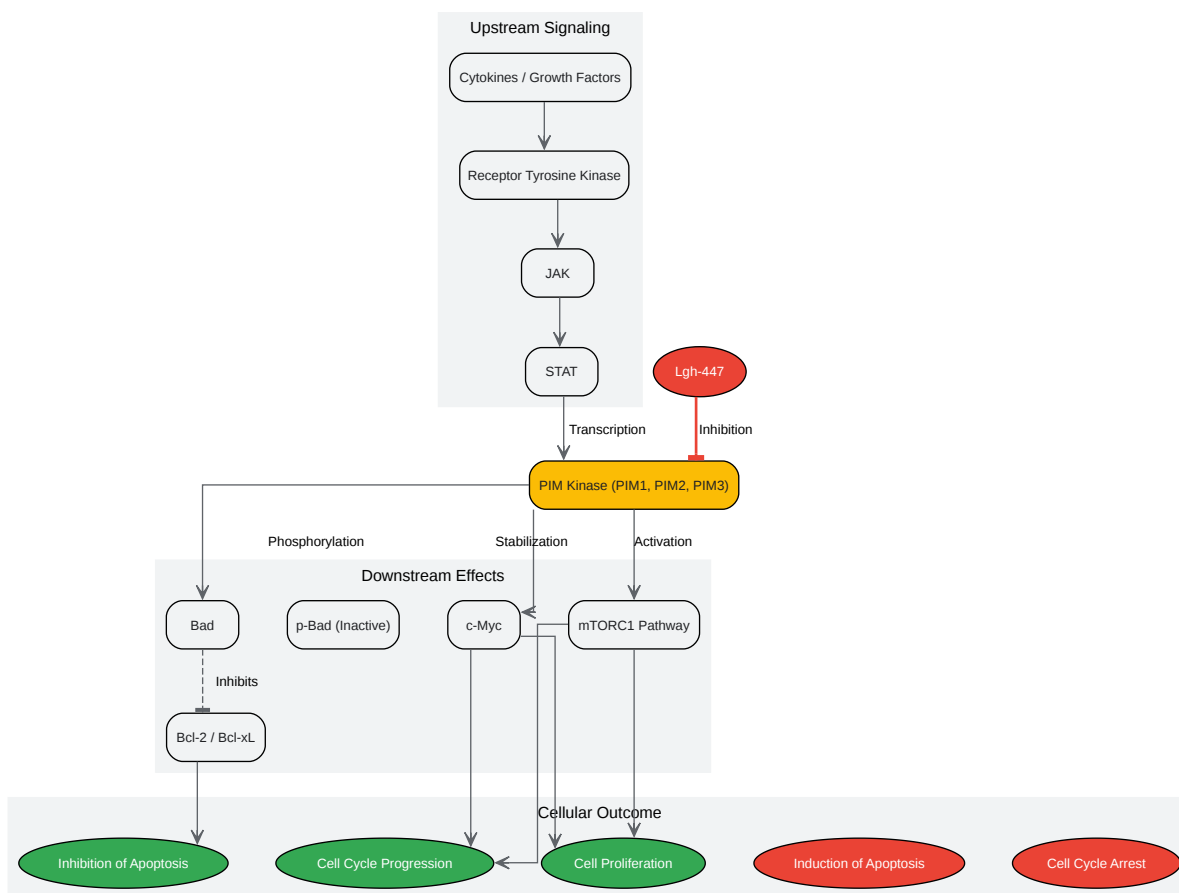 Upstream Signaling
Cytokines / Growth Factors
Receptor Tyrosine Kinase
JAK
STAT
Lgh-447
Transcription
Inhibition
PIM Kinase (PIM1, PIM2, PIM3)
Phosphorylation
Stabilization
Activation
Downstream Effects
Bad
p-Bad (Inactive)
c-Myc
mTORC1 Pathway
Inhibits
Bcl-2 / Bcl-xL
Cellular Outcome
Inhibition of Apoptosis
Cell Cycle Progression
Cell Proliferation
Induction of Apoptosis
Cell Cycle Arrest